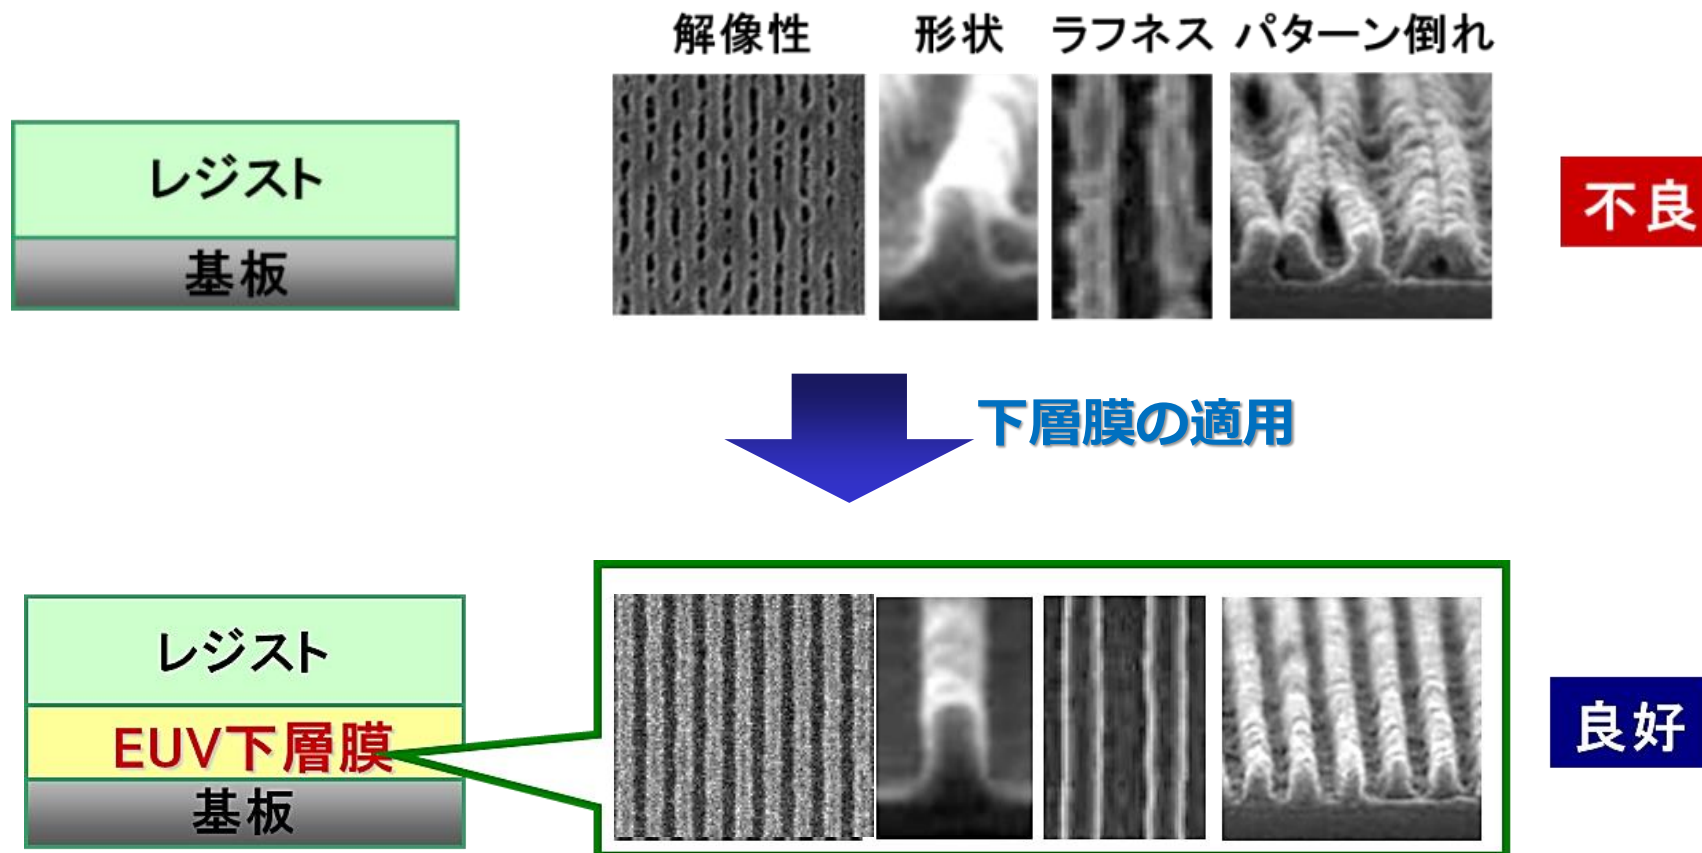 解像性 形状 ラフネス パターン倒れ
レジスト
基板
不良
下層膜の適用
レジスト
EUV下層膜
基板
良好